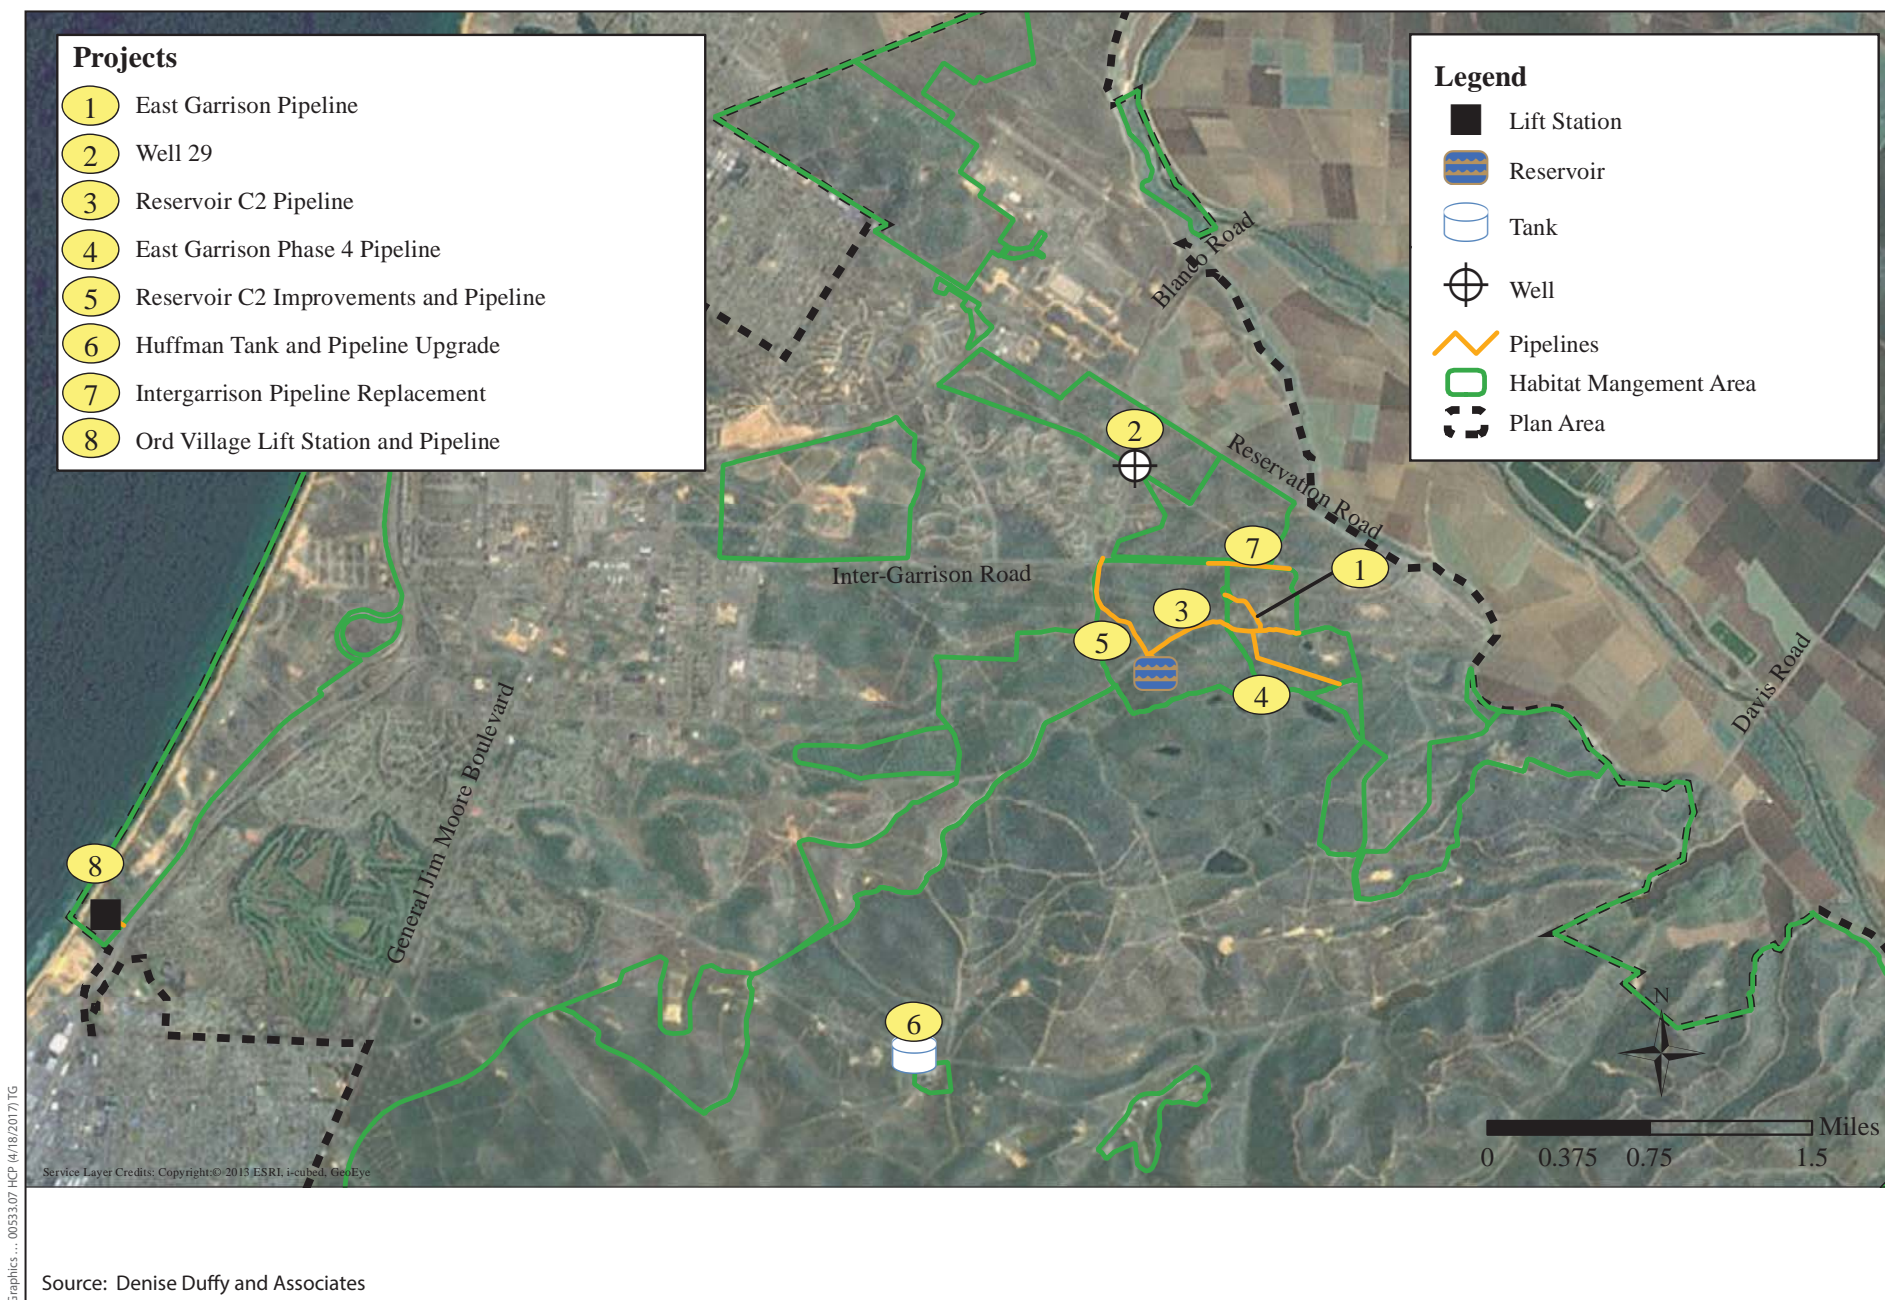 Projects
1 East Garrison Pipeline
2 Well 29
3 Reservoir C2 Pipeline
4 East Garrison Phase 4 Pipeline
5 Reservoir C2 Improvements and Pipeline
6 Huffman Tank and Pipeline Upgrade
7 Intergarrison Pipeline Replacement
8 Ord Village Lift Station and Pipeline
Legend
Lift Station
Reservoir
Tank
Well
Pipelines
Habitat Mangement Area
Plan Area
Blanco Road
2
Reservation Road
7
1
Inter-Garrison Road
3
5
4
Davis Road
General Jim Moore Boulevard
8
6
N
Miles
0 0.375 0.75 1.5
Service Layer Credits: Copyright:© 2013 ESRI, i-cubed, GeoEye
Graphics … 00533.07 HCP (4/18/2017) TG
Source: Denise Duffy and Associates